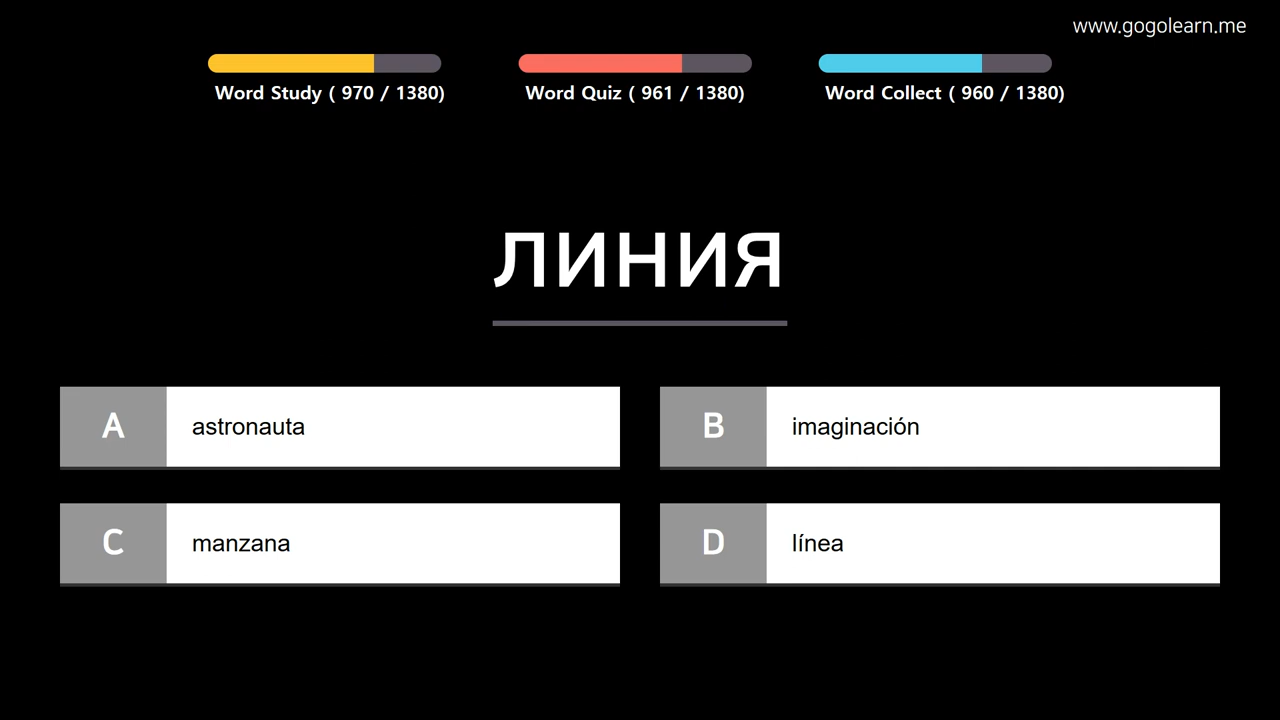 www.gogolearn.me
Word Study ( 970 / 1380)
Word Quiz ( 961 / 1380)
Word Collect ( 960 / 1380)
ЛИНИЯ
A
astronauta
B
imaginación
C
manzana
D
línea